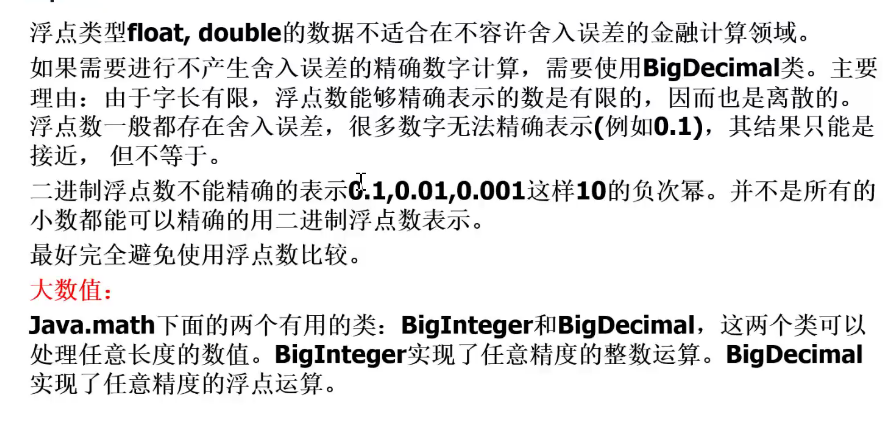 浮点类型float, double的数据不适合在不容许舍入误差的金融计算领域。
如果需要进行不产生舍入误差的精确数字计算，需要使用BigDecimal类。主要
理由：由于字长有限，浮点数能够精确表示的数是有限的，因而也是离散的。
浮点数一般都存在舍入误差，很多数字无法精确表示(例如0.1)，其结果只能是
接近， 但不等于。
二进制浮点数不能精确的表示0.1,0.01,0.001这样10的负次幂。并不是所有的
小数都能可以精确的用二进制浮点数表示。
最好完全避免使用浮点数比较。
大数值：
Java.math下面的两个有用的类：BigInteger和BigDecimal，这两个类可以
处理任意长度的数值。BigInteger实现了任意精度的整数运算。BigDecimal
实现了任意精度的浮点运算。